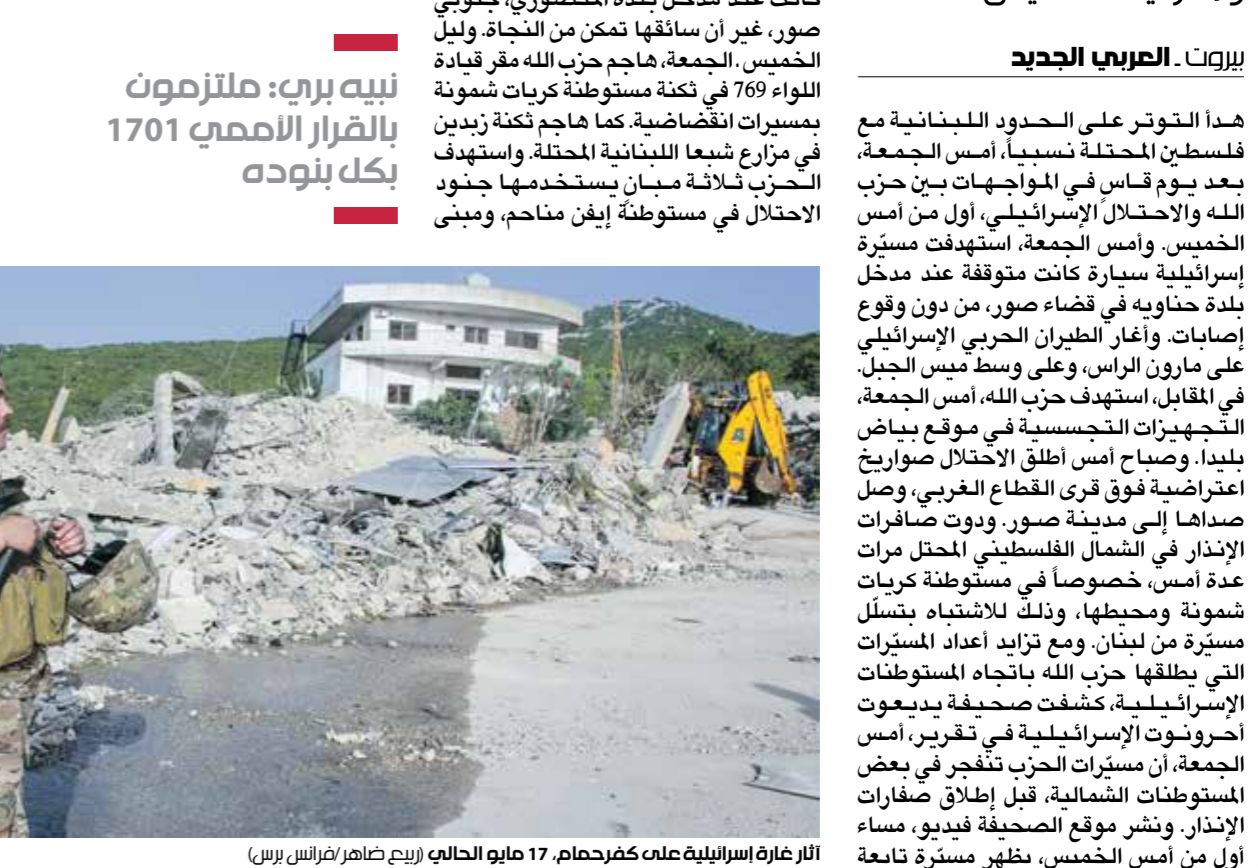 بيروت ـ العربي الجديد
هدأ التوتر على الحدود اللبنانية مع
فلسطين المحتلة نسبياً، أمس الجمعة،
بعد يوم قاسٍ في المواجهات بين حزب
الله والاحتلال الإسرائيلي، أول من أمس
الخميس. وأمس الجمعة، استهدفت مسيّرة
إسرائيلية سيارة كانت متوقفة عند مدخل
بلدة حناويه في قضاء صور، من دون وقوع
إصابات. وأغار الطيران الحربي الإسرائيلي
على مارون الراس، وعلى وسط ميس الجبل.
في المقابل، استهدف حزب الله، أمس الجمعة،
التجهيزات التجسسية في موقع بياض
بليدا. وصباح أمس أطلق الاحتلال صواريخ
اعتراضية فوق قرى القطاع الغربي، وصل
صداها إلى مدينة صور. ودوت صافرات
الإنذار في الشمال الفلسطيني المحتل مرات
عدة أمس، خصوصاً في مستوطنة كريات
شمونة ومحيطها، وذلك للاشتباه بتسلّل
مسيّرة من لبنان. ومع تزايد أعداد المسيّرات
التي يطلقها حزب الله باتجاه المستوطنات
الإسرائيلية، كشفت صحيفة يديعوت
أحرونوت الإسرائيلية في تقرير، أمس
الجمعة، أن مسيّرات الحزب تنفجر في بعض
المستوطنات الشمالية، قبل إطلاق صفارات
الإنذار. ونشر موقع الصحيفة فيديو، مساء
أول من أمس الخميس، يظهر مسيّرة تابعة
كانت عند مدخل بلدة المنصوري، جنوبي
صور، غير أن سائقها تمكن من النجاة. وليل
الخميس ـ الجمعة، هاجم حزب الله مقر قيادة
اللواء 769 في ثكنة مستوطنة كريات شمونة
بمسيرات انقضاضية. كما هاجم ثكنة زبدين
في مزارع شبعا اللبنانية المحتلة. واستهدف
الحزب ثلاثة مبانٍ يستخدمها جنود
الاحتلال في مستوطنة إيفن مناحم، ومبنى
نبيه بري: ملتزمون
بالقرار الأممي 1701
بكل بنوده
آثار غارة إسرائيلية على كفرحمام، 17 مايو الحالي (ربيع ضاهر/فرانس برس)